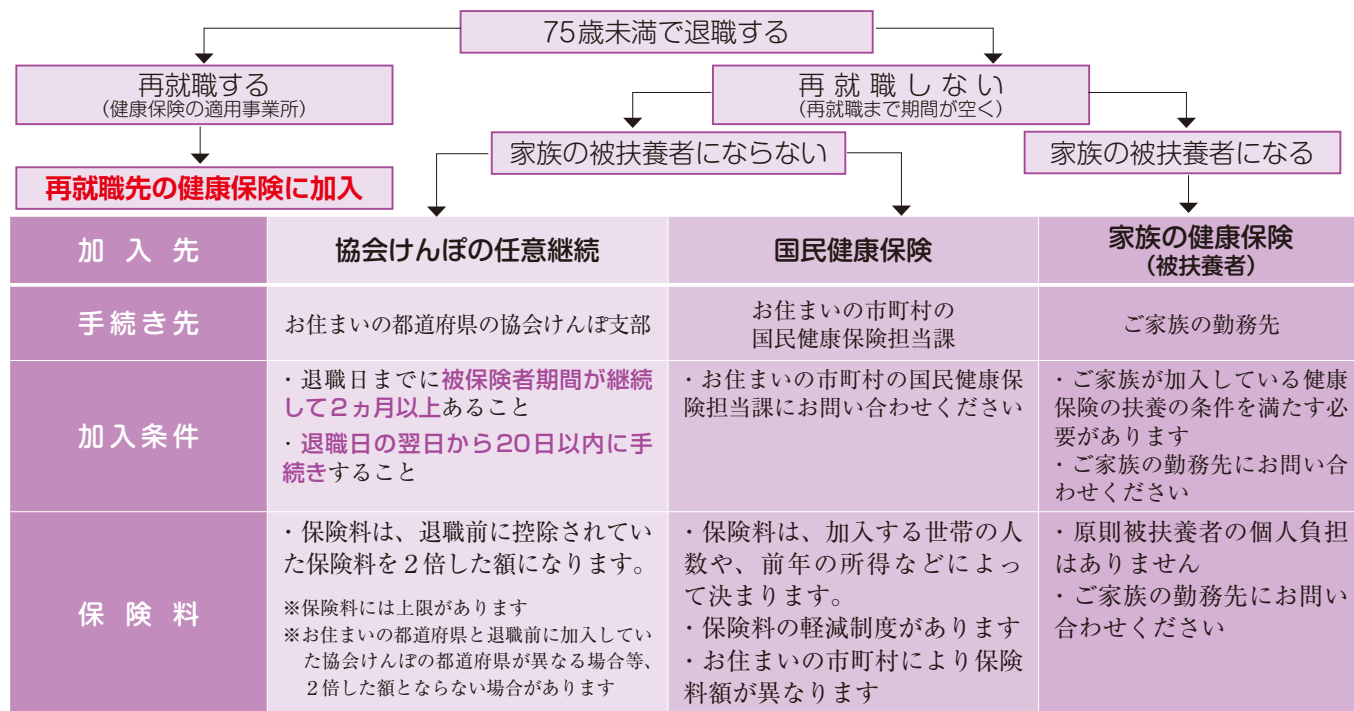 75歳未満で退職する
再就職する
（健康保険の適用事業所）
再就職しない
（再就職まで期間が空く）
家族の被扶養者にならない
家族の被扶養者になる
再就職先の健康保険に加入
加入先
協会けんぽの任意継続
国民健康保険
家族の健康保険
（被扶養者）
手続き先
お住まいの都道府県の協会けんぽ支部
お住まいの市町村の
国民健康保険担当課
ご家族の勤務先
加入条件
・退職日までに被保険者期間が継続
して２ヵ月以上あること
・退職日の翌日から20日以内に手
続きすること
・お住まいの市町村の国民健康保
険担当課にお問い合わせください
・ご家族が加入している健康
保険の扶養の条件を満たす必
要があります
・ご家族の勤務先にお問い合
わせください
保険料
・保険料は、退職前に控除されてい
た保険料を２倍した額になります。
※保険料には上限があります
※お住まいの都道府県と退職前に加入してい
た協会けんぽの都道府県が異なる場合等、
２倍した額とならない場合があります
・保険料は、加入する世帯の人
数や、前年の所得などによっ
て決まります。
・保険料の軽減制度があります
・お住まいの市町村により保険
料額が異なります
・原則被扶養者の個人負担
はありません
・ご家族の勤務先にお問い
合わせください